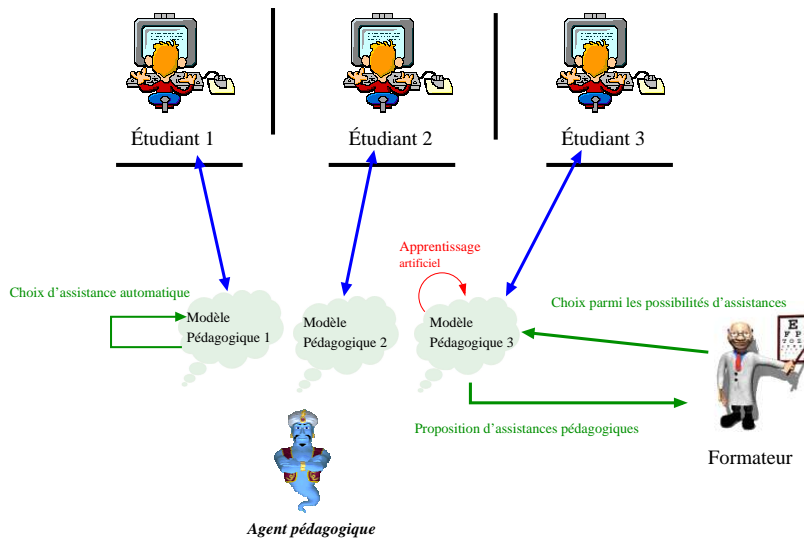 Étudiant 1
Étudiant 2
Étudiant 3
Apprentissage
artificiel
Choix d'assistance automatique
Choix parmi les possibilités d'assistances
Modèle
Pédagogique 1
Modèle
Pédagogique 2
Modèle
Pédagogique 3
E
F P
T O Z
Proposition d'assistances pédagogiques
Formateur
Agent pédagogique